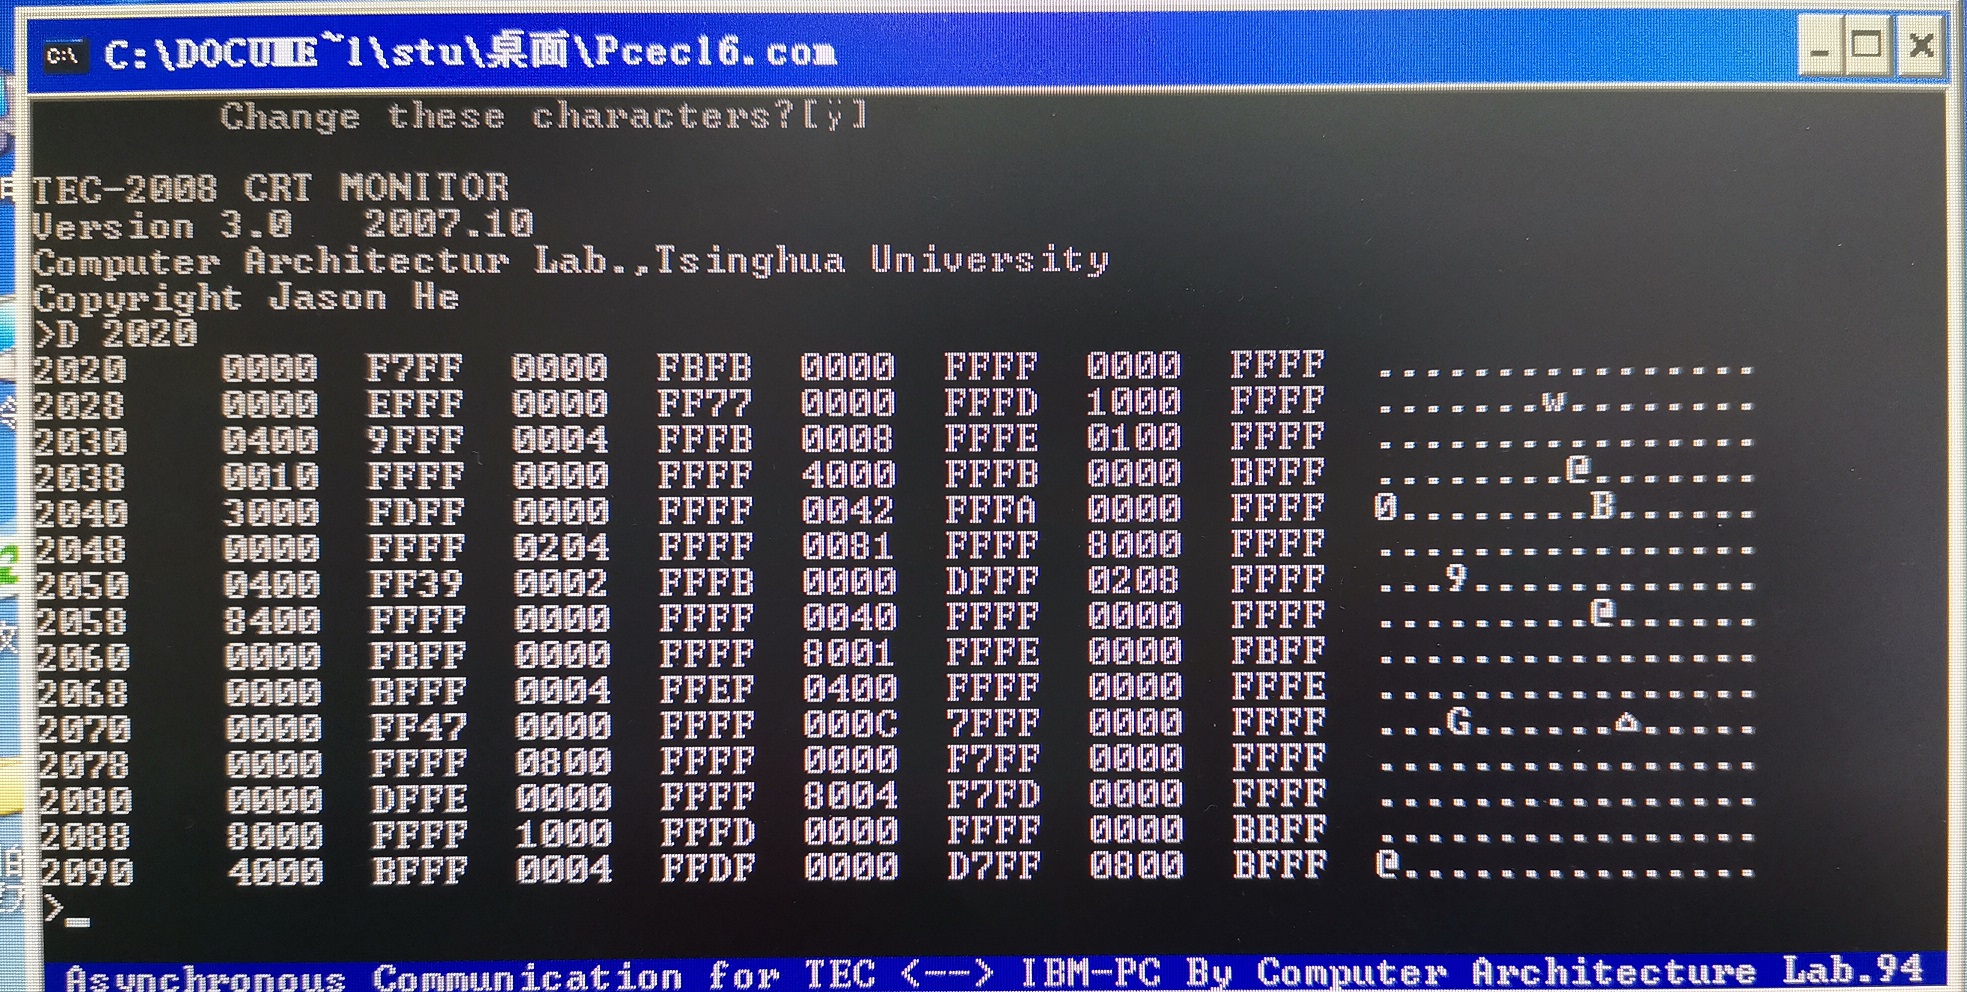 C:\DOCUME~1\stu\桌面\Pcec16.com
Change these characters?[ÿ]
TEC-2008 CRT MONITOR
Version 3.0 2007.10
Computer Architectur Lab.,Tsinghua University
Copyright Jason He
>D 2020
2020 0000 F7FF 0000 FBFB 0000 FFFF 0000 FFFF ................
2028 0000 EFFF 0000 FF77 0000 FFFD 1000 FFFF .......w........
2030 0400 9FFF 0004 FFFB 0008 FFFE 0100 FFFF ................
2038 0010 FFFF 0000 FFFF 4000 FFFB 0000 BFFF ........@.......
2040 3000 FDFF 0000 FFFF 0042 FFFA 0000 FFFF 0........B......
2048 0000 FFFF 0204 FFFF 0081 FFFF 8000 FFFF ................
2050 0400 FF39 0002 FFFB 0000 DFFF 0208 FFFF ...9............
2058 8400 FFFF 0000 FFFF 0040 FFFF 0000 FFFF .........@......
2060 0000 FBFF 0000 FFFF 8001 FFFE 0000 FBFF ................
2068 0000 BFFF 0004 FFEF 0400 FFFF 0000 FFFE ................
2070 0000 FF47 0000 FFFF 000C 7FFF 0000 FFFF ...G......⌂.....
2078 0000 FFFF 0800 FFFF 0000 F7FF 0000 FFFF ................
2080 0000 DFFE 0000 FFFF 8004 F7FD 0000 FFFF ................
2088 8000 FFFF 1000 FFFD 0000 FFFF 0000 BBFF ................
2090 4000 BFFF 0004 FFDF 0000 D7FF 0800 BFFF @...............
>_
Asynchronous Communication for TEC <--> IBM-PC By Computer Architecture Lab.94